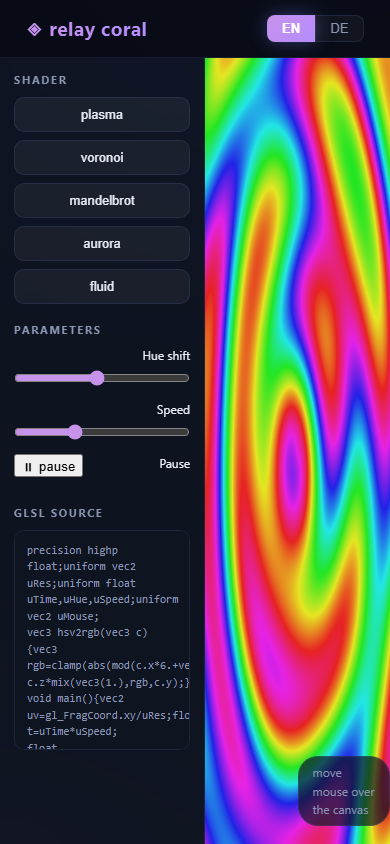 ◈ relay coral
EN DE
SHADER
plasma
voronoi
mandelbrot
aurora
fluid
PARAMETERS
Hue shift
Speed
⏸ pause Pause
GLSL SOURCE
precision highp
float;uniform vec2
uRes;uniform float
uTime,uHue,uSpeed;uniform
vec2 uMouse;
vec3 hsv2rgb(vec3 c)
{vec3
rgb=clamp(abs(mod(c.x*6.+ve
c.z*mix(vec3(1.),rgb,c.y);}
void main(){vec2
uv=gl_FragCoord.xy/uRes;flo
t=uTime*uSpeed;
float
move
mouse over
the canvas